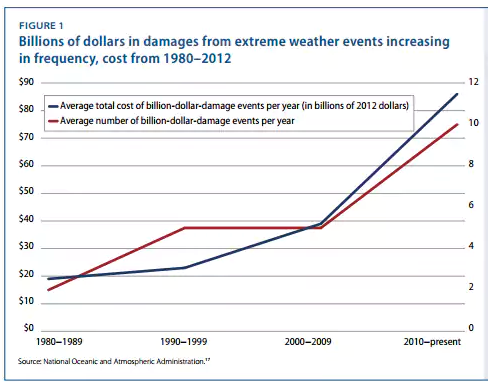 FIGURE 1
Billions of dollars in damages from extreme weather events increasing
in frequency, cost from 1980–2012
$90 12
$80 Average total cost of billion-dollar-damage events per year (in billions of 2012 dollars)
Average number of billion-dollar-damage events per year 10
$70
$60 8
$50
6
$40
$30 4
$20
2
$10
$0 0
1980–1989 1990–1999 2000–2009 2010–present
Source: National Oceanic and Atmospheric Administration.17